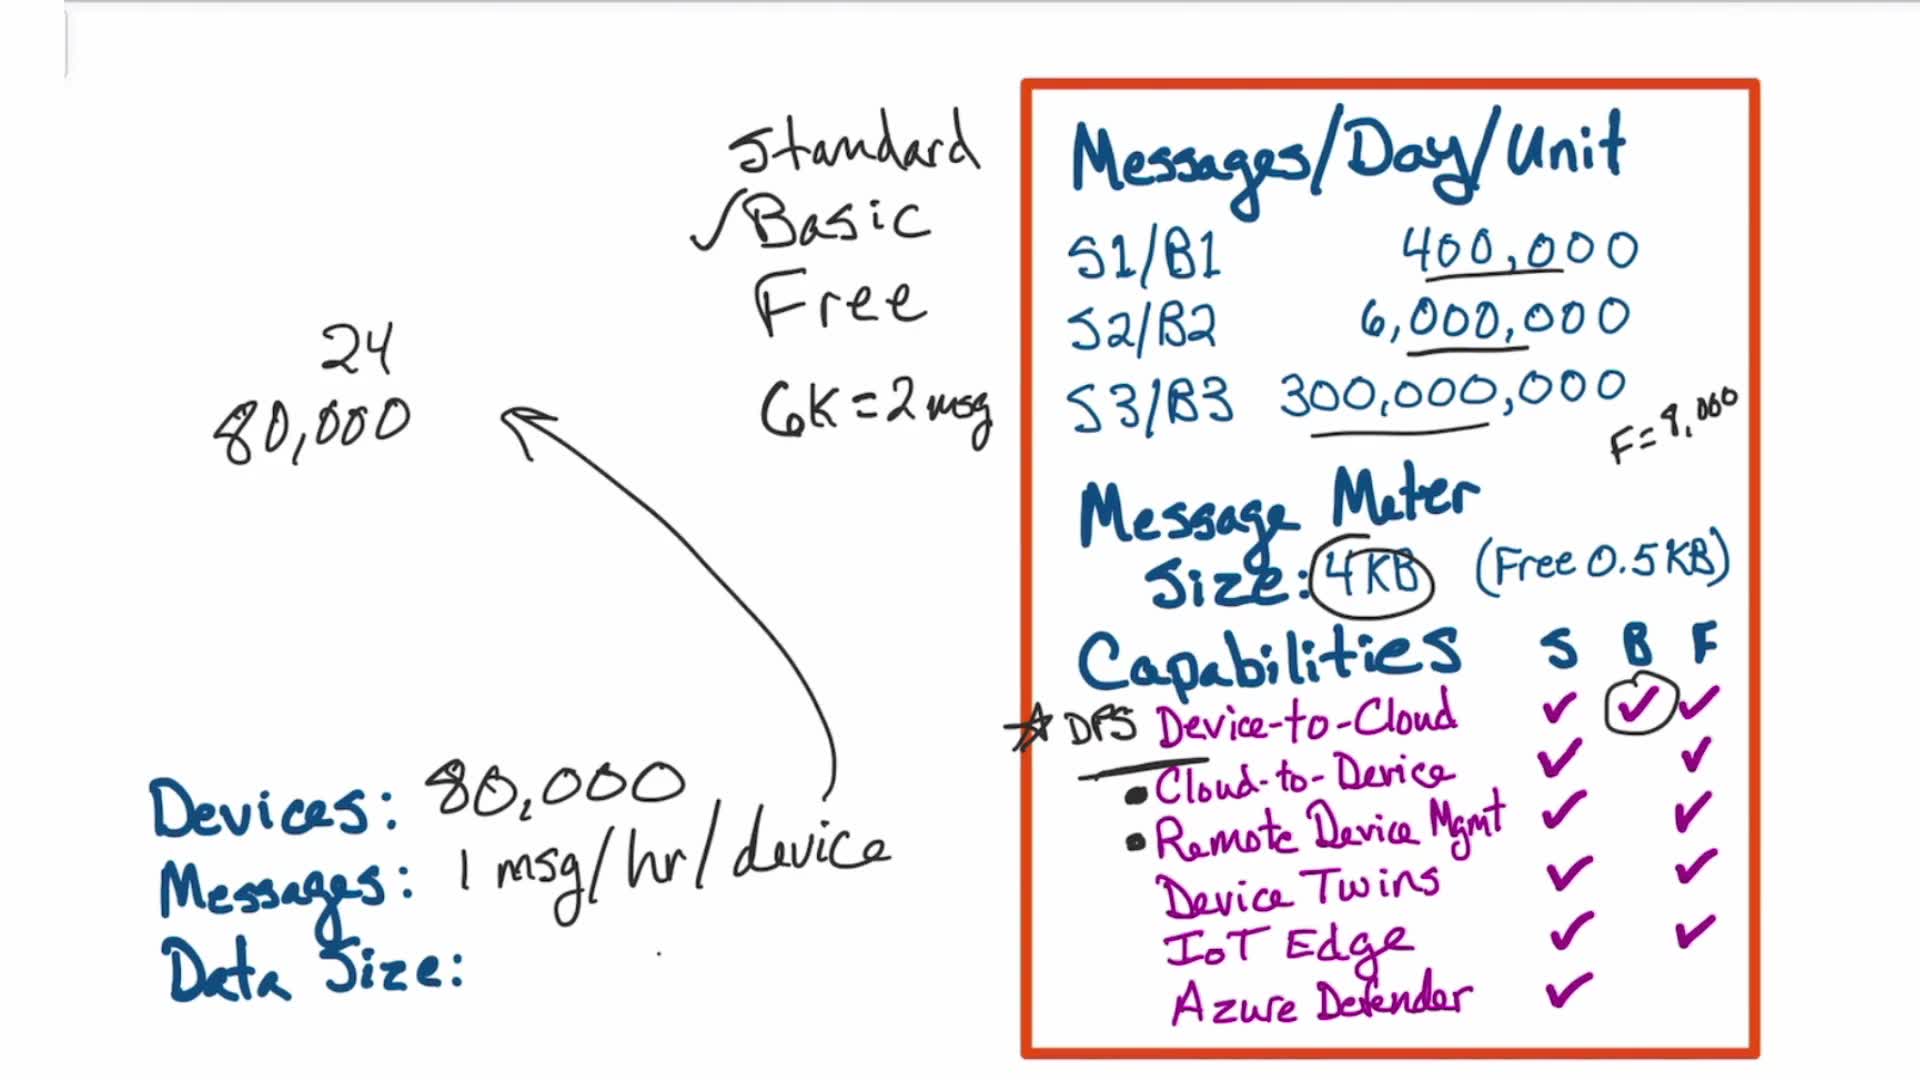 Standard
✓Basic
Free
6K = 2 msg
24
80,000
Devices: 80,000
Messages: 1 msg/hr/device
Data Size:
Messages/Day/Unit
S1/B1 400,000
S2/B2 6,000,000
S3/B3 300,000,000
F = 8,000
Message Meter
Size: 4KB (Free 0.5KB)
Capabilities S B F
★ DPS Device-to-Cloud ✓ ✓ ✓
• Cloud-to-Device ✓ ✓
• Remote Device Mgmt ✓ ✓
Device Twins ✓ ✓
IoT Edge ✓ ✓
Azure Defender ✓